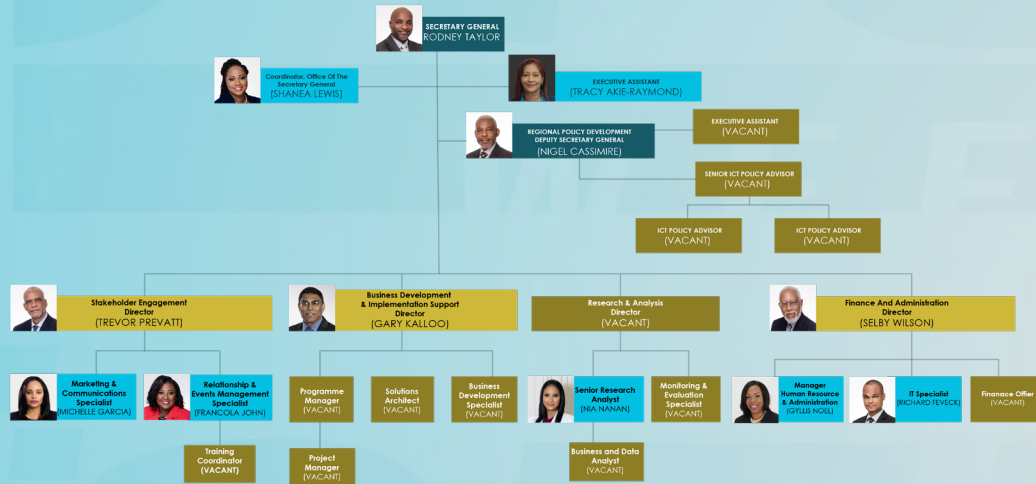 SECRETARY GENERAL
RODNEY TAYLOR
Coordinator, Office Of The
Secretary General
(SHANEA LEWIS)
EXECUTIVE ASSISTANT
(TRACY AKIE-RAYMOND)
REGIONAL POLICY DEVELOPMENT
DEPUTY SECRETARY GENERAL
(NIGEL CASSIMIRE)
EXECUTIVE ASSISTANT
(VACANT)
SENIOR ICT POLICY ADVISOR
(VACANT)
ICT POLICY ADVISOR
(VACANT)
ICT POLICY ADVISOR
(VACANT)
Stakeholder Engagement
Director
(TREVOR PREVATT)
Business Development
& Implementation Support
Director
(GARY KALLOO)
Research & Analysis
Director
(VACANT)
Finance And Administration
Director
(SELBY WILSON)
Marketing &
Communications
Specialist
(MICHELLE GARCIA)
Relationship &
Events Management
Specialist
(FRANCOLA JOHN)
Programme
Manager
(VACANT)
Solutions
Architect
(VACANT)
Business
Development
Specialist
(VACANT)
Senior Research
Analyst
(NIA NANAN)
Monitoring &
Evaluation
Specialist
(VACANT)
Manager
Human Resource
& Administration
(GYLLIS NOEL)
IT Specialist
(RICHARD FEVECK)
Finanace Offier
(VACANT)
Training
Coordinator
(VACANT)
Project
Manager
(VACANT)
Business and Data
Analyst
(VACANT)